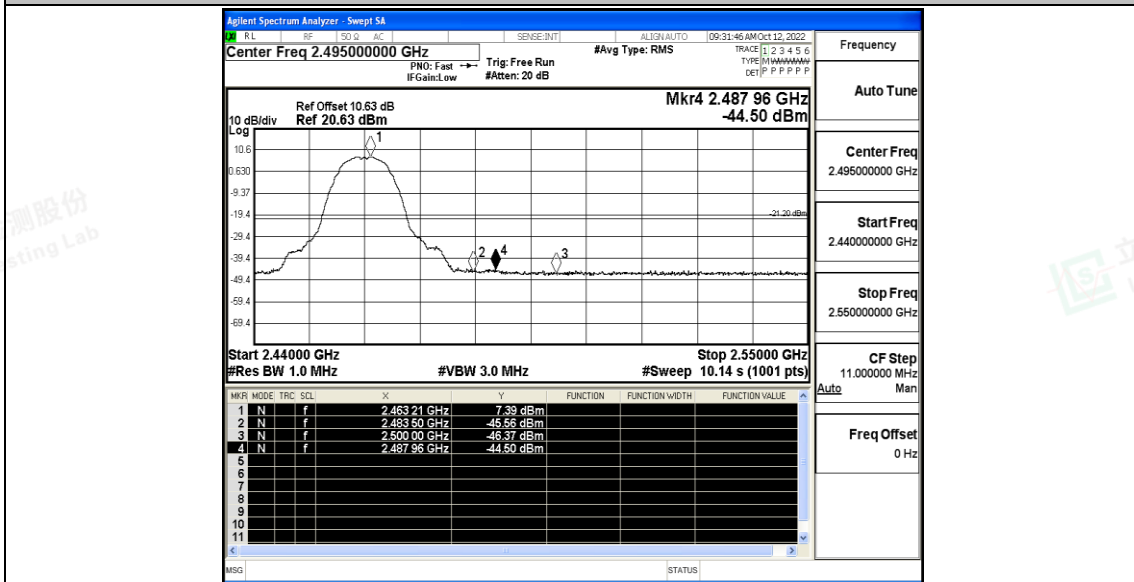 Agilent Spectrum Analyzer - Swept SA
RL RF 50 Ω AC SENSE:INT ALIGN AUTO 09:31:46 AM Oct 12, 2022
Center Freq 2.495000000 GHz #Avg Type: RMS TRACE 1 2 3 4 5 6
PNO: Fast Trig: Free Run TYPE M WWWWW
IFGain:Low #Atten: 20 dB DET P P P P P P
Mkr4 2.487 96 GHz
-44.50 dBm
Ref Offset 10.63 dB
10 dB/div Ref 20.63 dBm
Log
1
10.6
0.630
-9.37
-19.4
-21.20 dBm
-29.4
2 4 3
-39.4
-49.4
-59.4
-69.4
Start 2.44000 GHz Stop 2.55000 GHz
#Res BW 1.0 MHz #VBW 3.0 MHz #Sweep 10.14 s (1001 pts)
MKR MODE TRC SCL X Y FUNCTION FUNCTION WIDTH FUNCTION VALUE
1 N f 2.463 21 GHz 7.39 dBm
2 N f 2.483 50 GHz -45.56 dBm
3 N f 2.500 00 GHz -46.37 dBm
4 N f 2.487 96 GHz -44.50 dBm
5
6
7
8
9
10
11
MSG STATUS
Frequency
Auto Tune
Center Freq
2.495000000 GHz
Start Freq
2.440000000 GHz
Stop Freq
2.550000000 GHz
CF Step
11.000000 MHz
Auto Man
Freq Offset
0 Hz
测股份
sting Lab
立